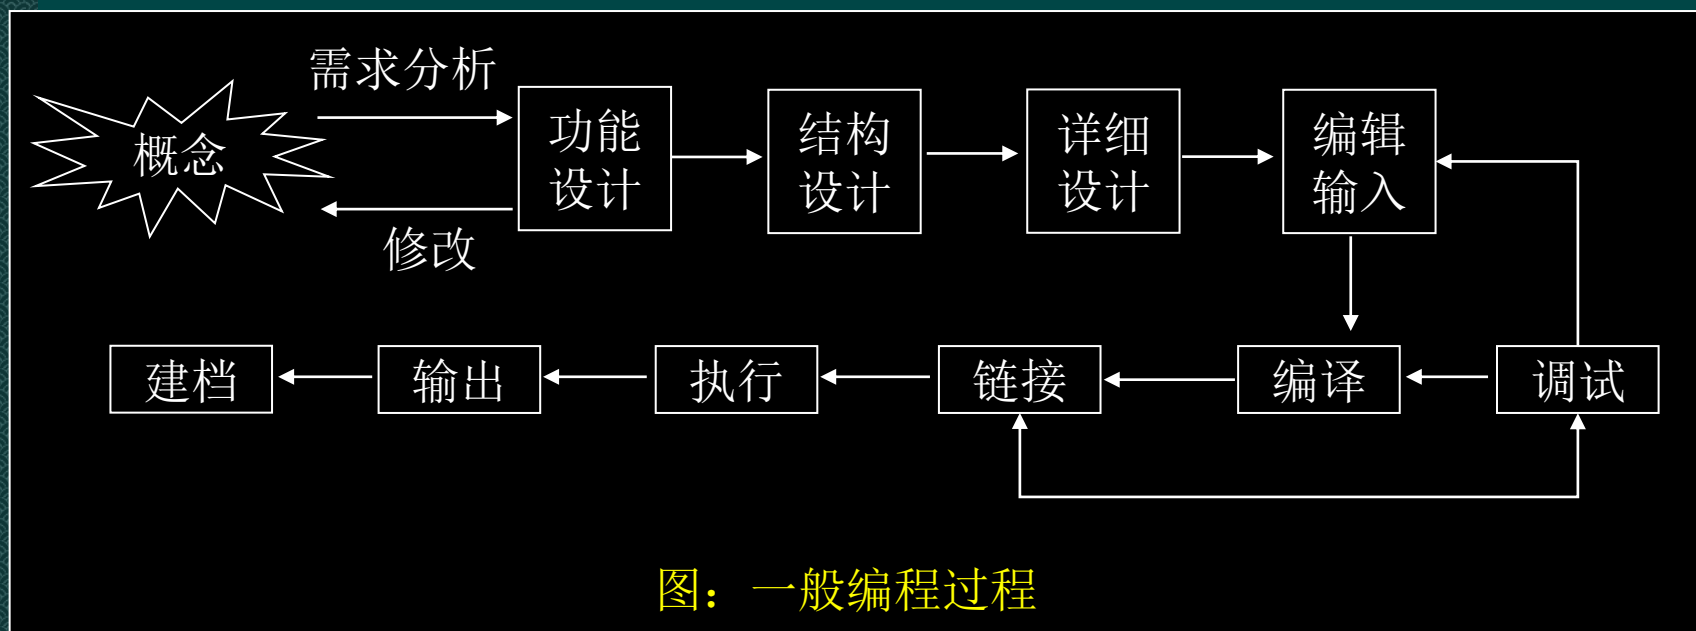 需求分析
概念
修改
功能
设计
结构
设计
详细
设计
编辑
输入
建档
输出
执行
链接
编译
调试
图：一般编程过程